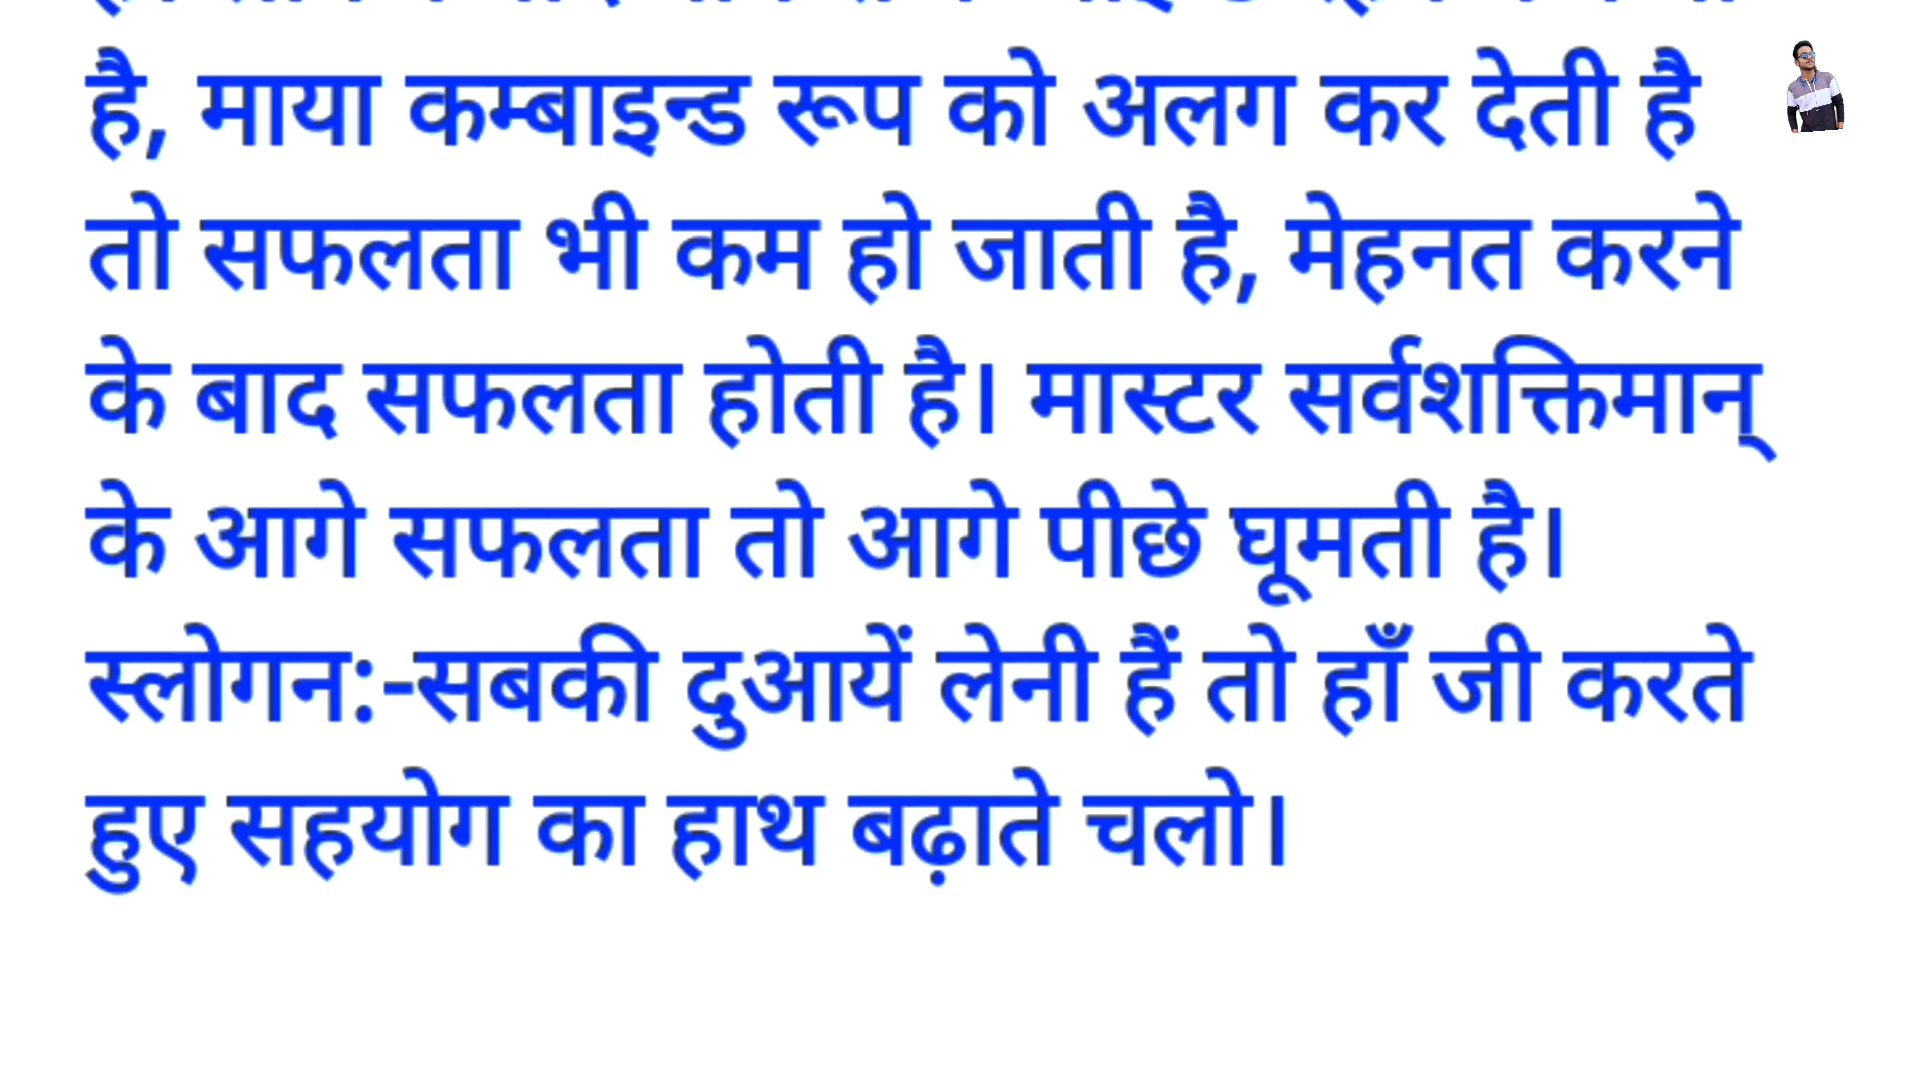 है, माया कम्बाइन्ड रूप को अलग कर देती है
तो सफलता भी कम हो जाती है, मेहनत करने
के बाद सफलता होती है। मास्टर सर्वशक्तिमान्
के आगे सफलता तो आगे पीछे घूमती है।
स्लोगन:-सबकी दुआयें लेनी हैं तो हाँ जी करते
हुए सहयोग का हाथ बढ़ाते चलो।